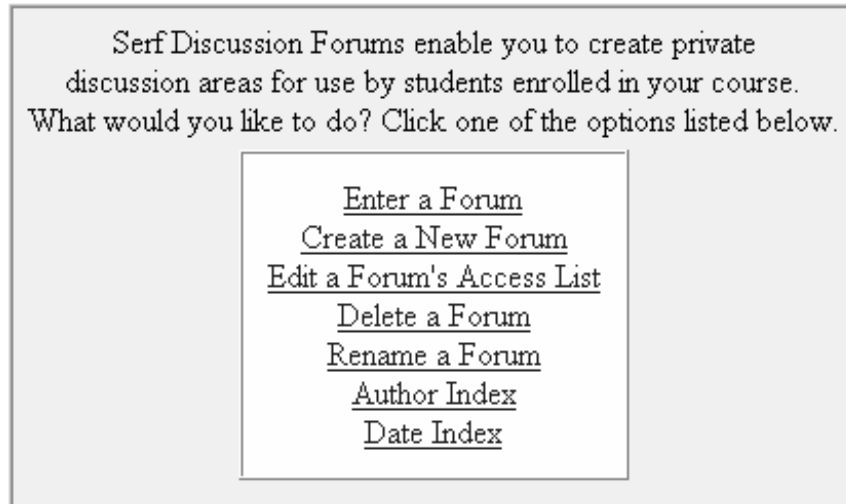 Serf Discussion Forums enable you to create private
discussion areas for use by students enrolled in your course.
What would you like to do? Click one of the options listed below.
Enter a Forum
Create a New Forum
Edit a Forum's Access List
Delete a Forum
Rename a Forum
Author Index
Date Index